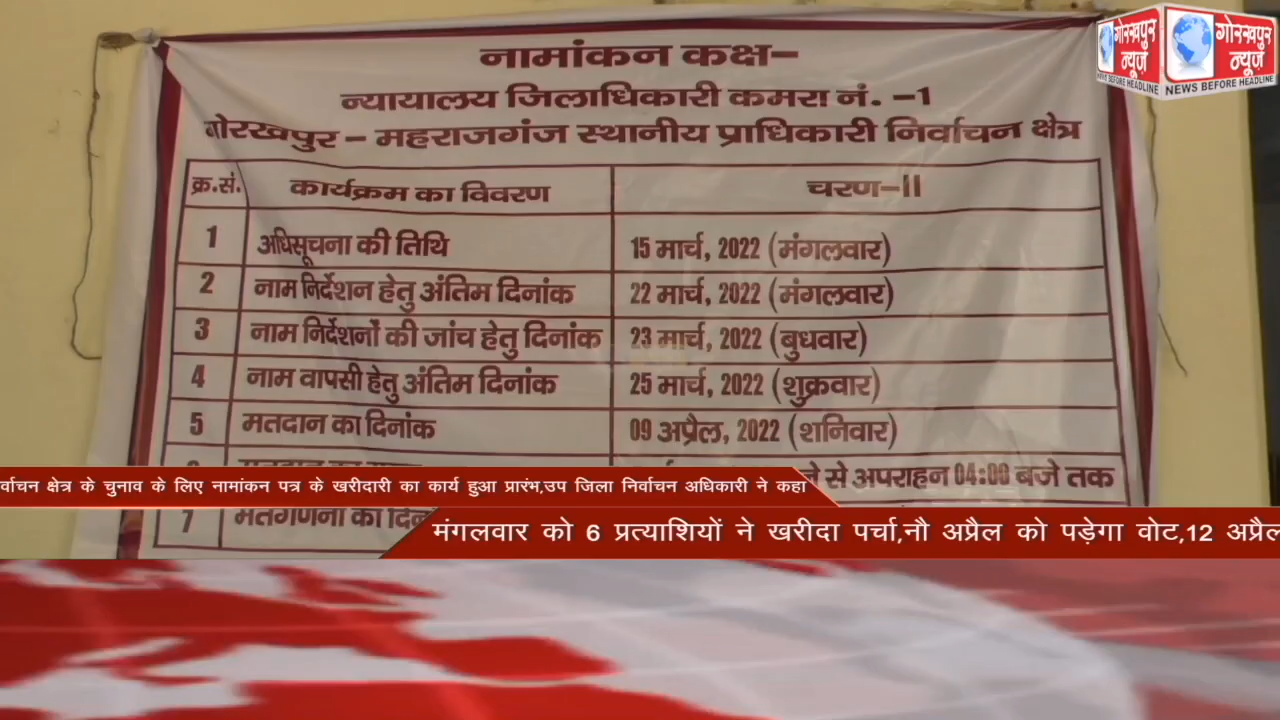 नामांकन कक्ष–
न्यायालय जिलाधिकारी कमरा नं. –1
गोरखपुर – महराजगंज स्थानीय प्राधिकारी निर्वाचन क्षेत्र
क्र.सं. कार्यक्रम का विवरण चरण–II
1 अधिसूचना की तिथि 15 मार्च, 2022 (मंगलवार)
2 नाम निर्देशन हेतु अंतिम दिनांक 22 मार्च, 2022 (मंगलवार)
3 नाम निर्देशनों की जांच हेतु दिनांक 23 मार्च, 2022 (बुधवार)
4 नाम वापसी हेतु अंतिम दिनांक 25 मार्च, 2022 (शुक्रवार)
5 मतदान का दिनांक 09 अप्रैल, 2022 (शनिवार)
से अपराहन 04:00 बजे तक
7 मतगणना का
र्वाचन क्षेत्र के चुनाव के लिए नामांकन पत्र के खरीदारी का कार्य हुआ प्रारंभ,उप जिला निर्वाचन अधिकारी ने कहा
मंगलवार को 6 प्रत्याशियों ने खरीदा पर्चा,नौ अप्रैल को पड़ेगा वोट,12 अप्रैल
गोरखपुर न्यूज़
NEWS BEFORE HEADLINE
गोरखपुर न्यूज़
NEWS BEFORE HEADLINE